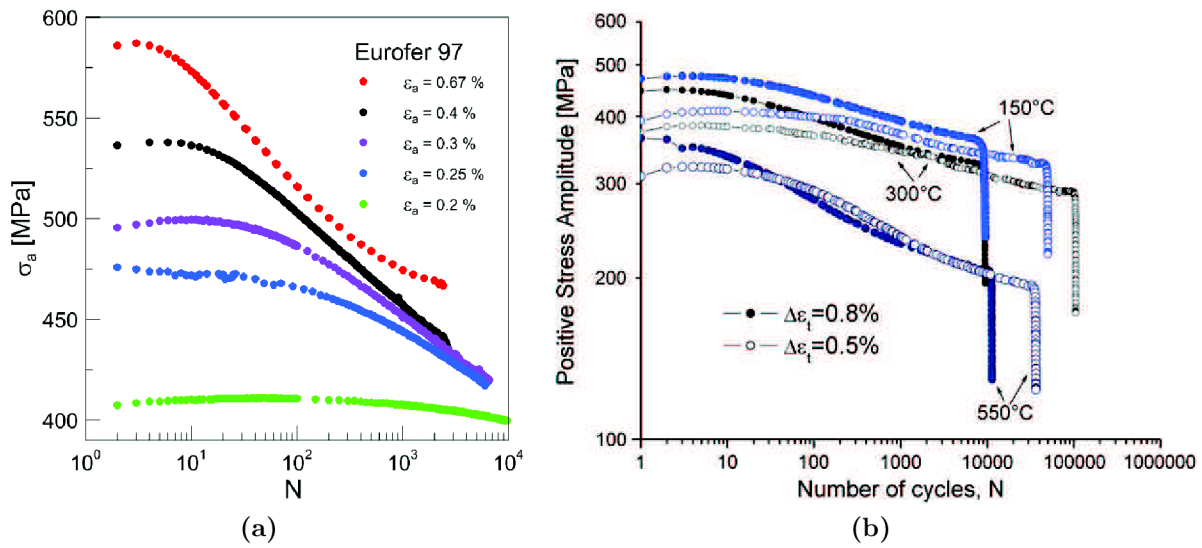 600
550
500
450
400
σa [MPa]
10^0
10^1
10^2
10^3
10^4
N
Eurofer 97
εa = 0.67 %
εa = 0.4 %
εa = 0.3 %
εa = 0.25 %
εa = 0.2 %
(a)
600
500
400
300
200
100
Positive Stress Amplitude [MPa]
150°C
300°C
550°C
Δεt=0.8%
Δεt=0.5%
1
10
100
1000
10000
100000
1000000
Number of cycles, N
(b)